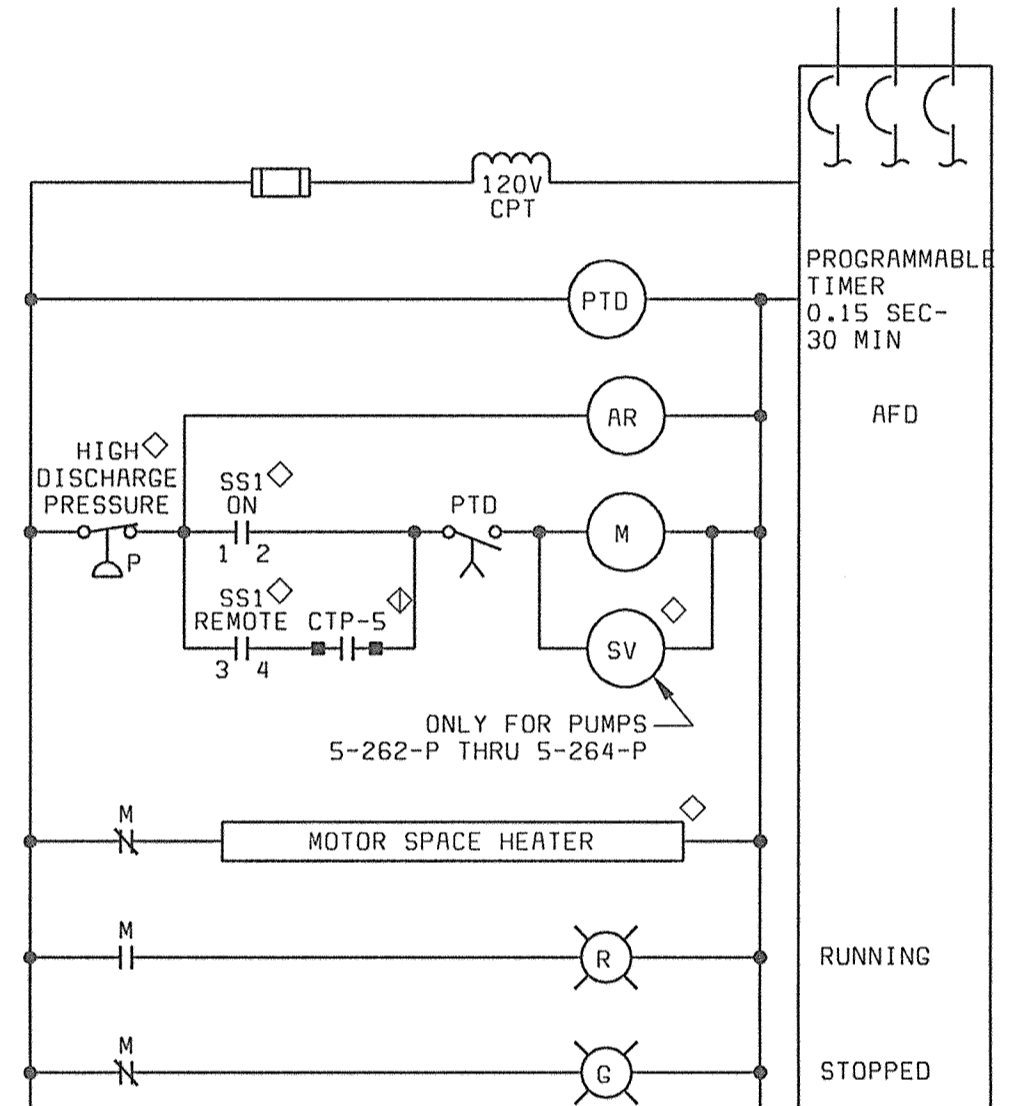 120V
CPT
PTD
PROGRAMMABLE
TIMER
0.15 SEC-
30 MIN
AR
AFD
HIGH
DISCHARGE
PRESSURE
P
SS1
ON
1 2
PTD
M
SS1
REMOTE
3 4
CTP-5
SV
ONLY FOR PUMPS
5-262-P THRU 5-264-P
M
MOTOR SPACE HEATER
M
R
RUNNING
M
G
STOPPED